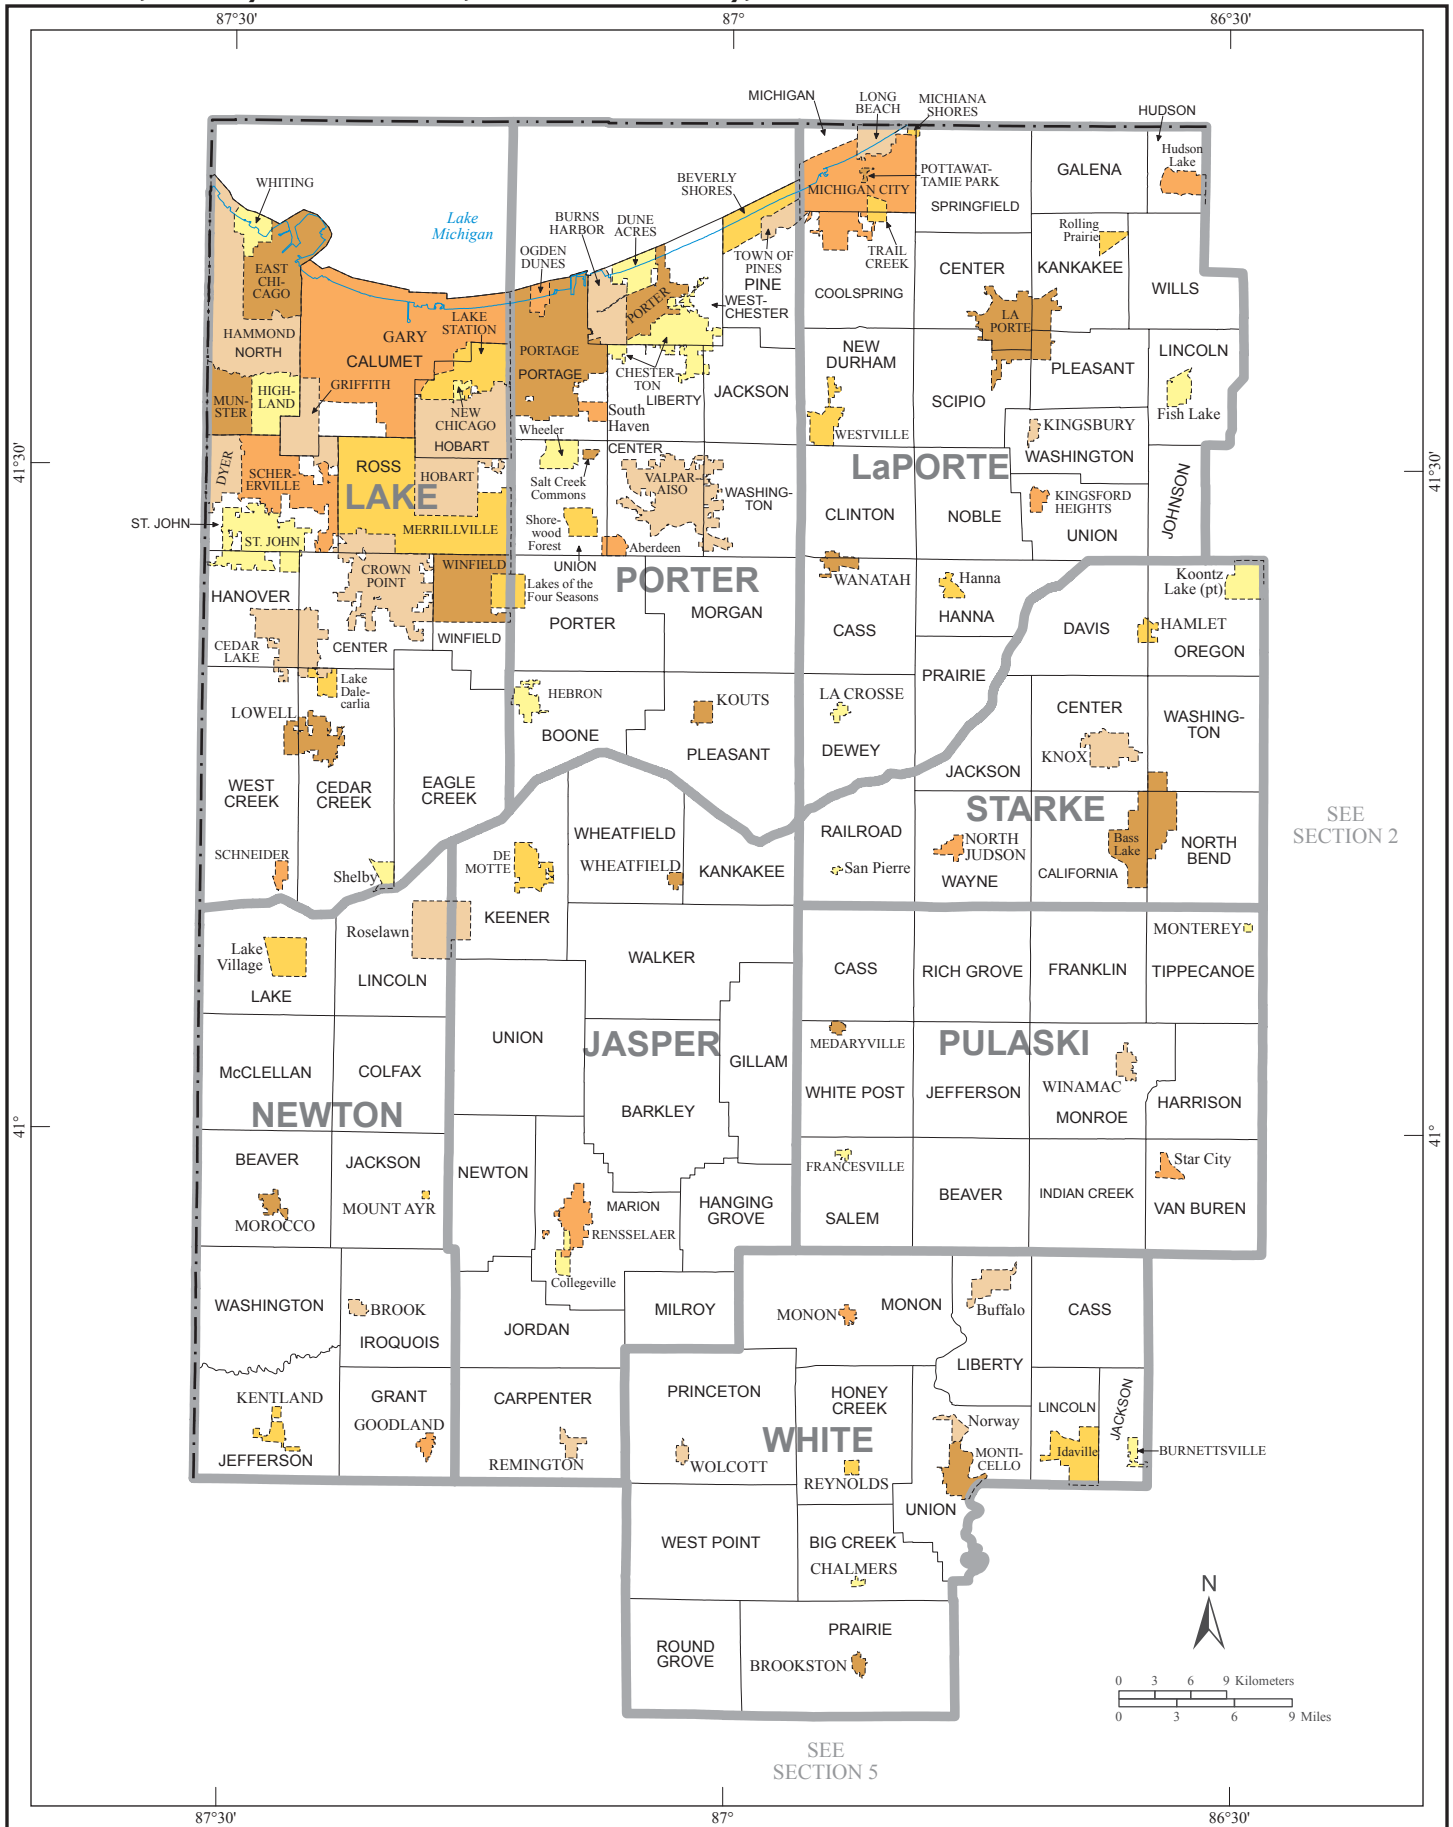 87°30'
87°
86°30'
MICHIGAN
LONG
BEACH
MICHIANA
SHORES
HUDSON
Hudson
Lake
GALENA
POTTAWAT-
TAMIE PARK
MICHIGAN CITY
SPRINGFIELD
WHITING
BEVERLY
SHORES
Lake
Michigan
BURNS
HARBOR
DUNE
ACRES
OGDEN
DUNES
TOWN OF
PINES
PINE
TRAIL
CREEK
Rolling
Prairie
CENTER
KANKAKEE
WILLS
COOLSPRING
EAST
CHI-
CAGO
PORTER
WEST-
CHESTER
LA
PORTE
HAMMOND
NORTH
GARY
CALUMET
LAKE
STATION
PORTAGE
PORTAGE
NEW
DURHAM
LINCOLN
PLEASANT
GRIFFITH
MUN-
STER
HIGH-
LAND
NEW
CHICAGO
HOBART
CHESTER-
TON
LIBERTY
JACKSON
SCIPIO
Fish Lake
South
Haven
WESTVILLE
KINGSBURY
WASHINGTON
Wheeler
CENTER
DYER
SCHER-
ERVILLE
ROSS
LAKE
HOBART
Salt Creek
Commons
VALPAR-
AISO
WASHING-
TON
LaPORTE
KINGSFORD
HEIGHTS
JOHNSON
ST. JOHN
ST. JOHN
MERRILLVILLE
Shore-
wood
Forest
Aberdeen
UNION
CLINTON
NOBLE
UNION
CROWN
POINT
WINFIELD
Lakes of the
Four Seasons
PORTER
WANATAH
Hanna
HANNA
Koontz
Lake (pt)
HANOVER
PORTER
MORGAN
CASS
DAVIS
HAMLET
OREGON
CEDAR
LAKE
CENTER
WINFIELD
PRAIRIE
Lake
Dale-
carlia
LOWELL
HEBRON
BOONE
KOUTS
PLEASANT
LA CROSSE
DEWEY
CENTER
KNOX
WASHING-
TON
WEST
CREEK
CEDAR
CREEK
EAGLE
CREEK
JACKSON
STARKE
SEE
SECTION 2
SCHNEIDER
Shelby
DE
MOTTE
KEENER
WHEATFIELD
WHEATFIELD
KANKAKEE
RAILROAD
San Pierre
NORTH
JUDSON
WAYNE
Bass
Lake
CALIFORNIA
NORTH
BEND
Roselawn
Lake
Village
LAKE
LINCOLN
WALKER
CASS
RICH GROVE
FRANKLIN
MONTEREY
TIPPECANOE
UNION
JASPER
GILLAM
MEDARYVILLE
PULASKI
McCLELLAN
COLFAX
NEWTON
BARKLEY
WHITE POST
JEFFERSON
WINAMAC
MONROE
HARRISON
BEAVER
MOROCCO
JACKSON
MOUNT AYR
NEWTON
MARION
RENSSELAER
Collegeville
HANGING
GROVE
FRANCESVILLE
SALEM
BEAVER
INDIAN CREEK
Star City
VAN BUREN
WASHINGTON
BROOK
IROQUOIS
JORDAN
MILROY
MONON
MONON
Buffalo
CASS
LIBERTY
KENTLAND
JEFFERSON
GRANT
GOODLAND
CARPENTER
REMINGTON
PRINCETON
WOLCOTT
HONEY
CREEK
WHITE
REYNOLDS
Norway
MONTI-
CELLO
LINCOLN
Idaville
JACKSON
BURNETTSVILLE
UNION
WEST POINT
BIG CREEK
CHALMERS
ROUND
GROVE
PRAIRIE
BROOKSTON
N
0 3 6 9 Kilometers
0 3 6 9 Miles
SEE
SECTION 5
41°30'
41°30'
41°
41°
87°30'
87°
86°30'